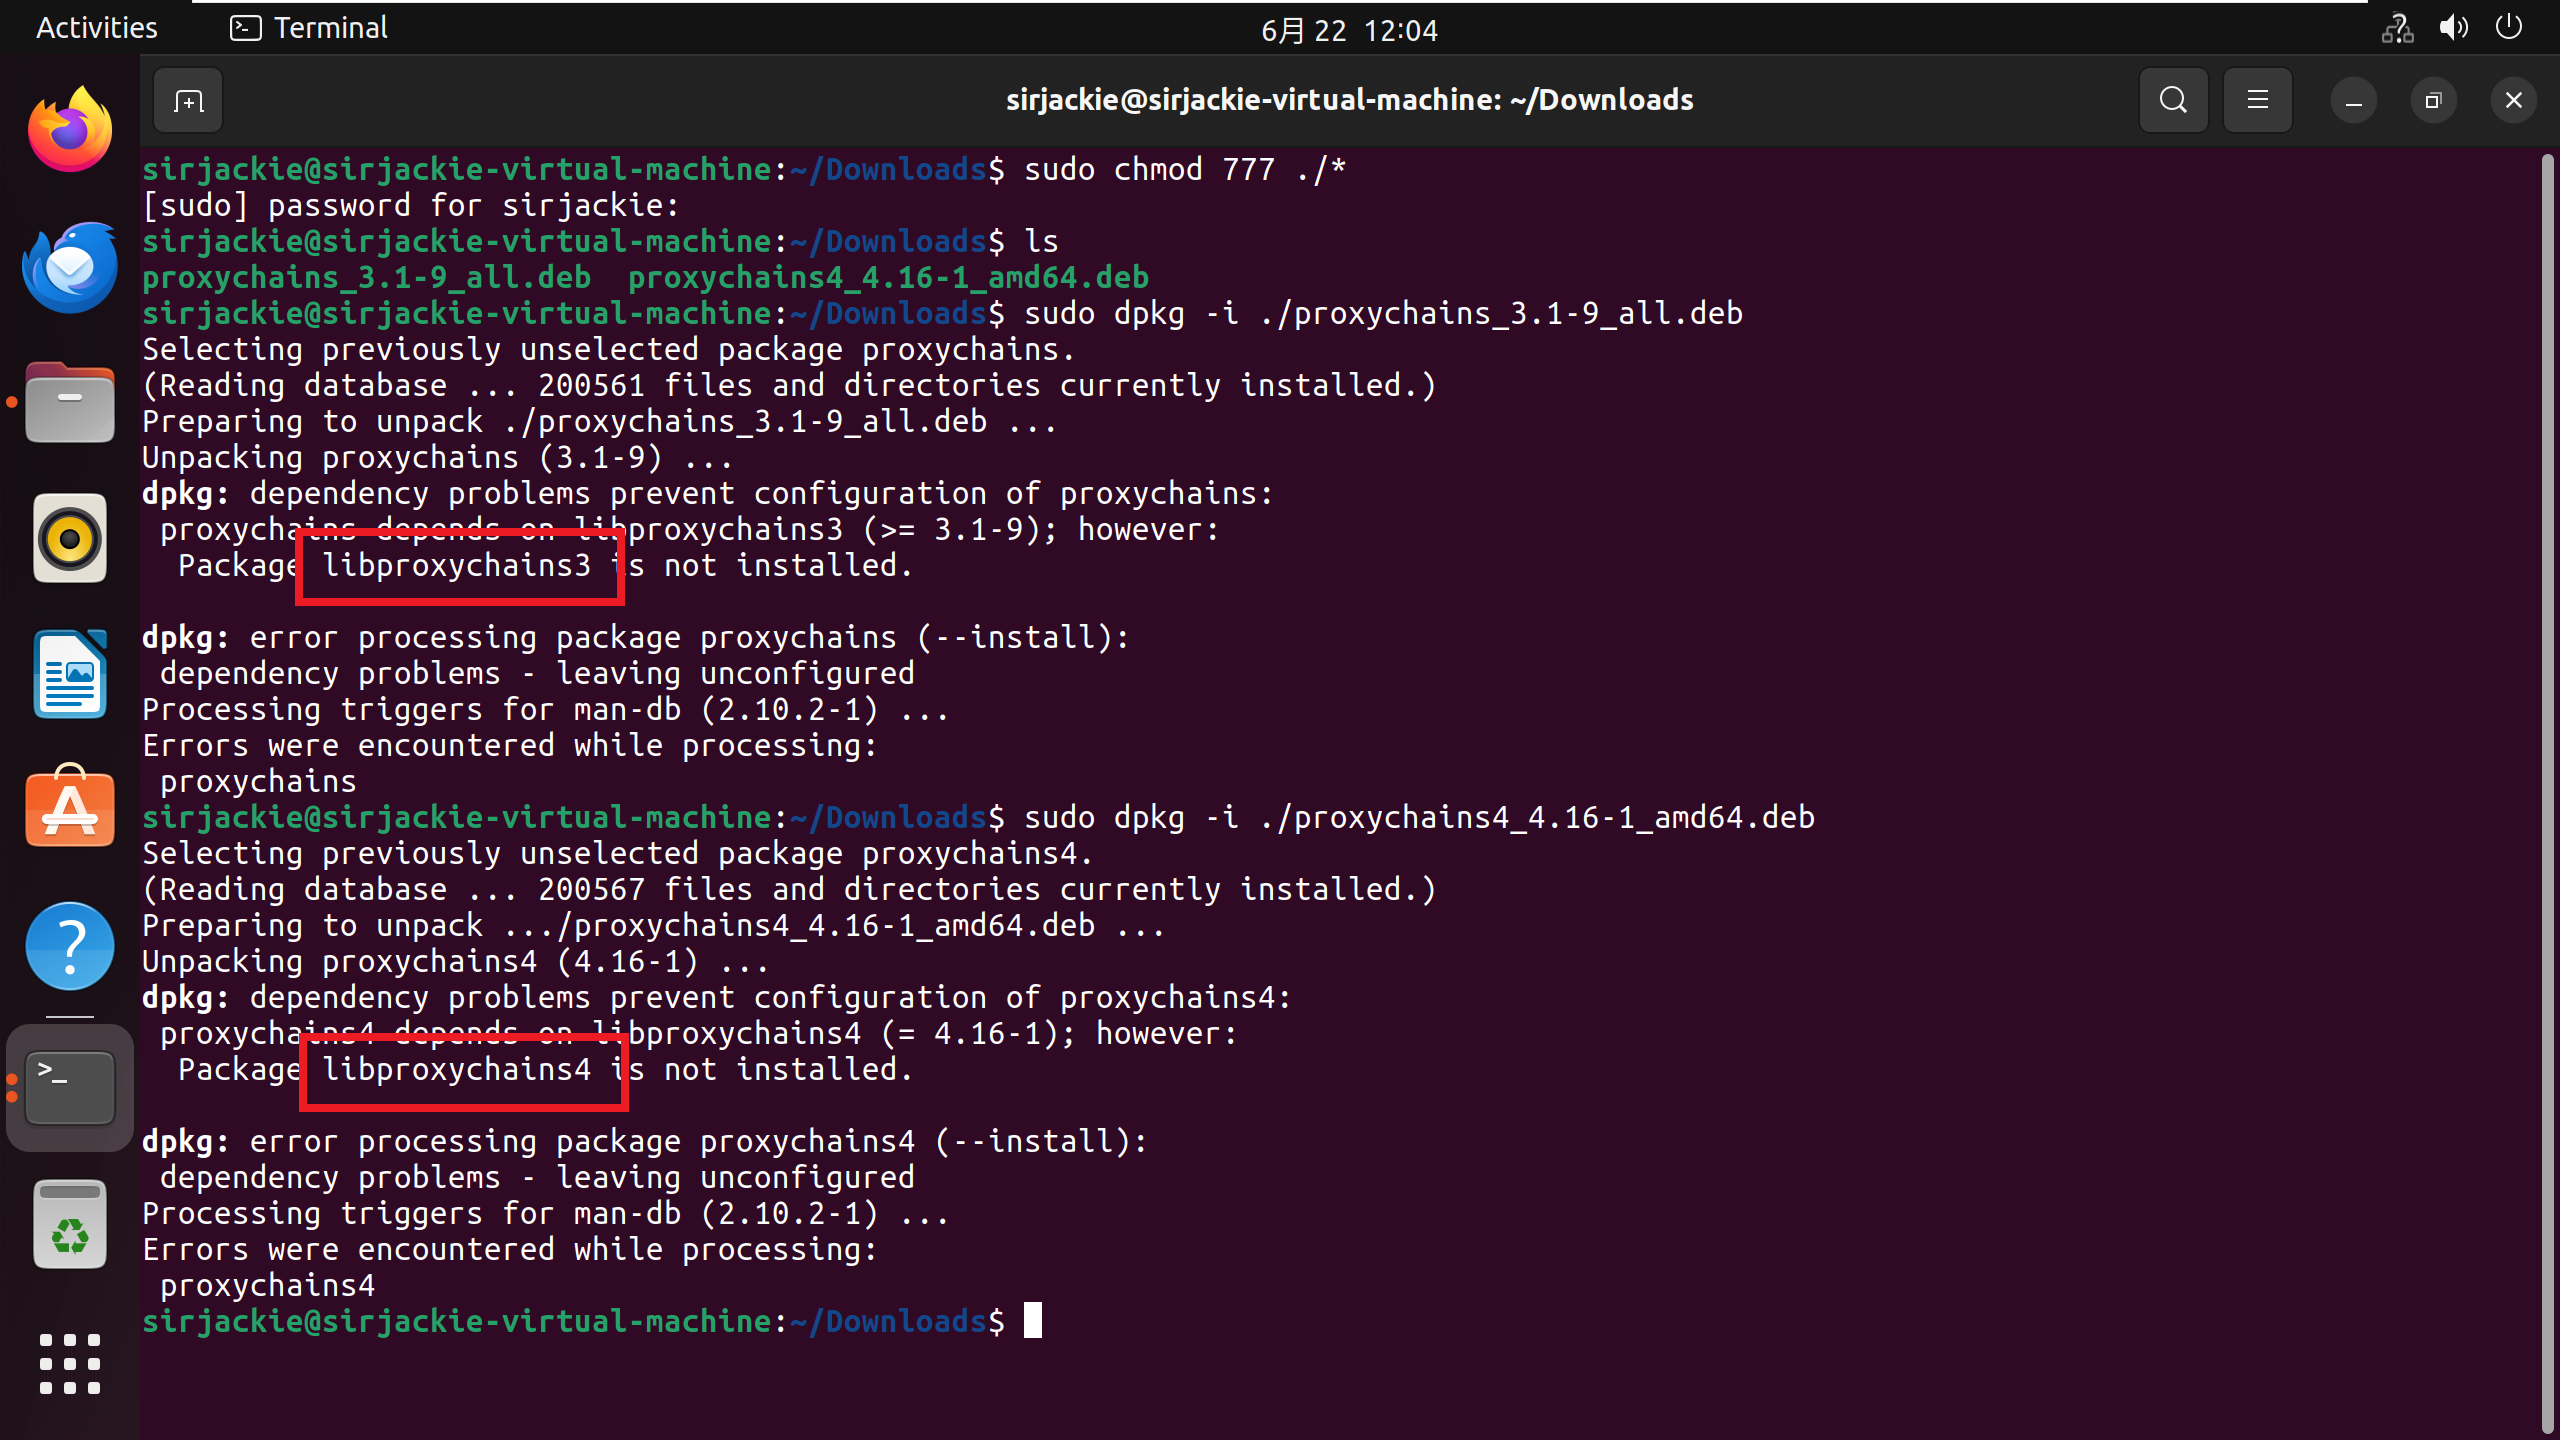 Activities Terminal 6月 22 12:04
sirjackie@sirjackie-virtual-machine: ~/Downloads
sirjackie@sirjackie-virtual-machine:~/Downloads$ sudo chmod 777 ./*
[sudo] password for sirjackie:
sirjackie@sirjackie-virtual-machine:~/Downloads$ ls
proxychains_3.1-9_all.deb  proxychains4_4.16-1_amd64.deb
sirjackie@sirjackie-virtual-machine:~/Downloads$ sudo dpkg -i ./proxychains_3.1-9_all.deb
Selecting previously unselected package proxychains.
(Reading database ... 200561 files and directories currently installed.)
Preparing to unpack ./proxychains_3.1-9_all.deb ...
Unpacking proxychains (3.1-9) ...
dpkg: dependency problems prevent configuration of proxychains:
 proxychains depends on libproxychains3 (>= 3.1-9); however:
  Package libproxychains3 is not installed.
dpkg: error processing package proxychains (--install):
 dependency problems - leaving unconfigured
Processing triggers for man-db (2.10.2-1) ...
Errors were encountered while processing:
 proxychains
sirjackie@sirjackie-virtual-machine:~/Downloads$ sudo dpkg -i ./proxychains4_4.16-1_amd64.deb
Selecting previously unselected package proxychains4.
(Reading database ... 200567 files and directories currently installed.)
Preparing to unpack .../proxychains4_4.16-1_amd64.deb ...
Unpacking proxychains4 (4.16-1) ...
dpkg: dependency problems prevent configuration of proxychains4:
 proxychains4 depends on libproxychains4 (= 4.16-1); however:
  Package libproxychains4 is not installed.
dpkg: error processing package proxychains4 (--install):
 dependency problems - leaving unconfigured
Processing triggers for man-db (2.10.2-1) ...
Errors were encountered while processing:
 proxychains4
sirjackie@sirjackie-virtual-machine:~/Downloads$